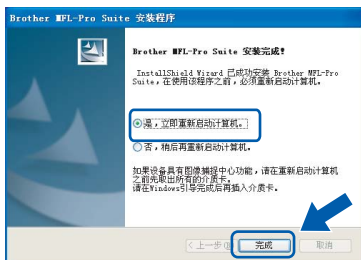 Brother MFL-Pro Suite 安装程序
Brother MFL-Pro Suite 安装完成!
InstallShield Wizard 已成功安装 Brother MFL-Pro
Suite，在使用该程序之前，必须重新启动计算机。
是，立即重新启动计算机。
否，稍后再重新启动计算机。
如果设备具有图像捕捉中心功能，请在重新启动计算机
之前先取出所有的介质卡。
请在Windows引导完成后再插入介质卡。
<上一步(B) 完成 取消